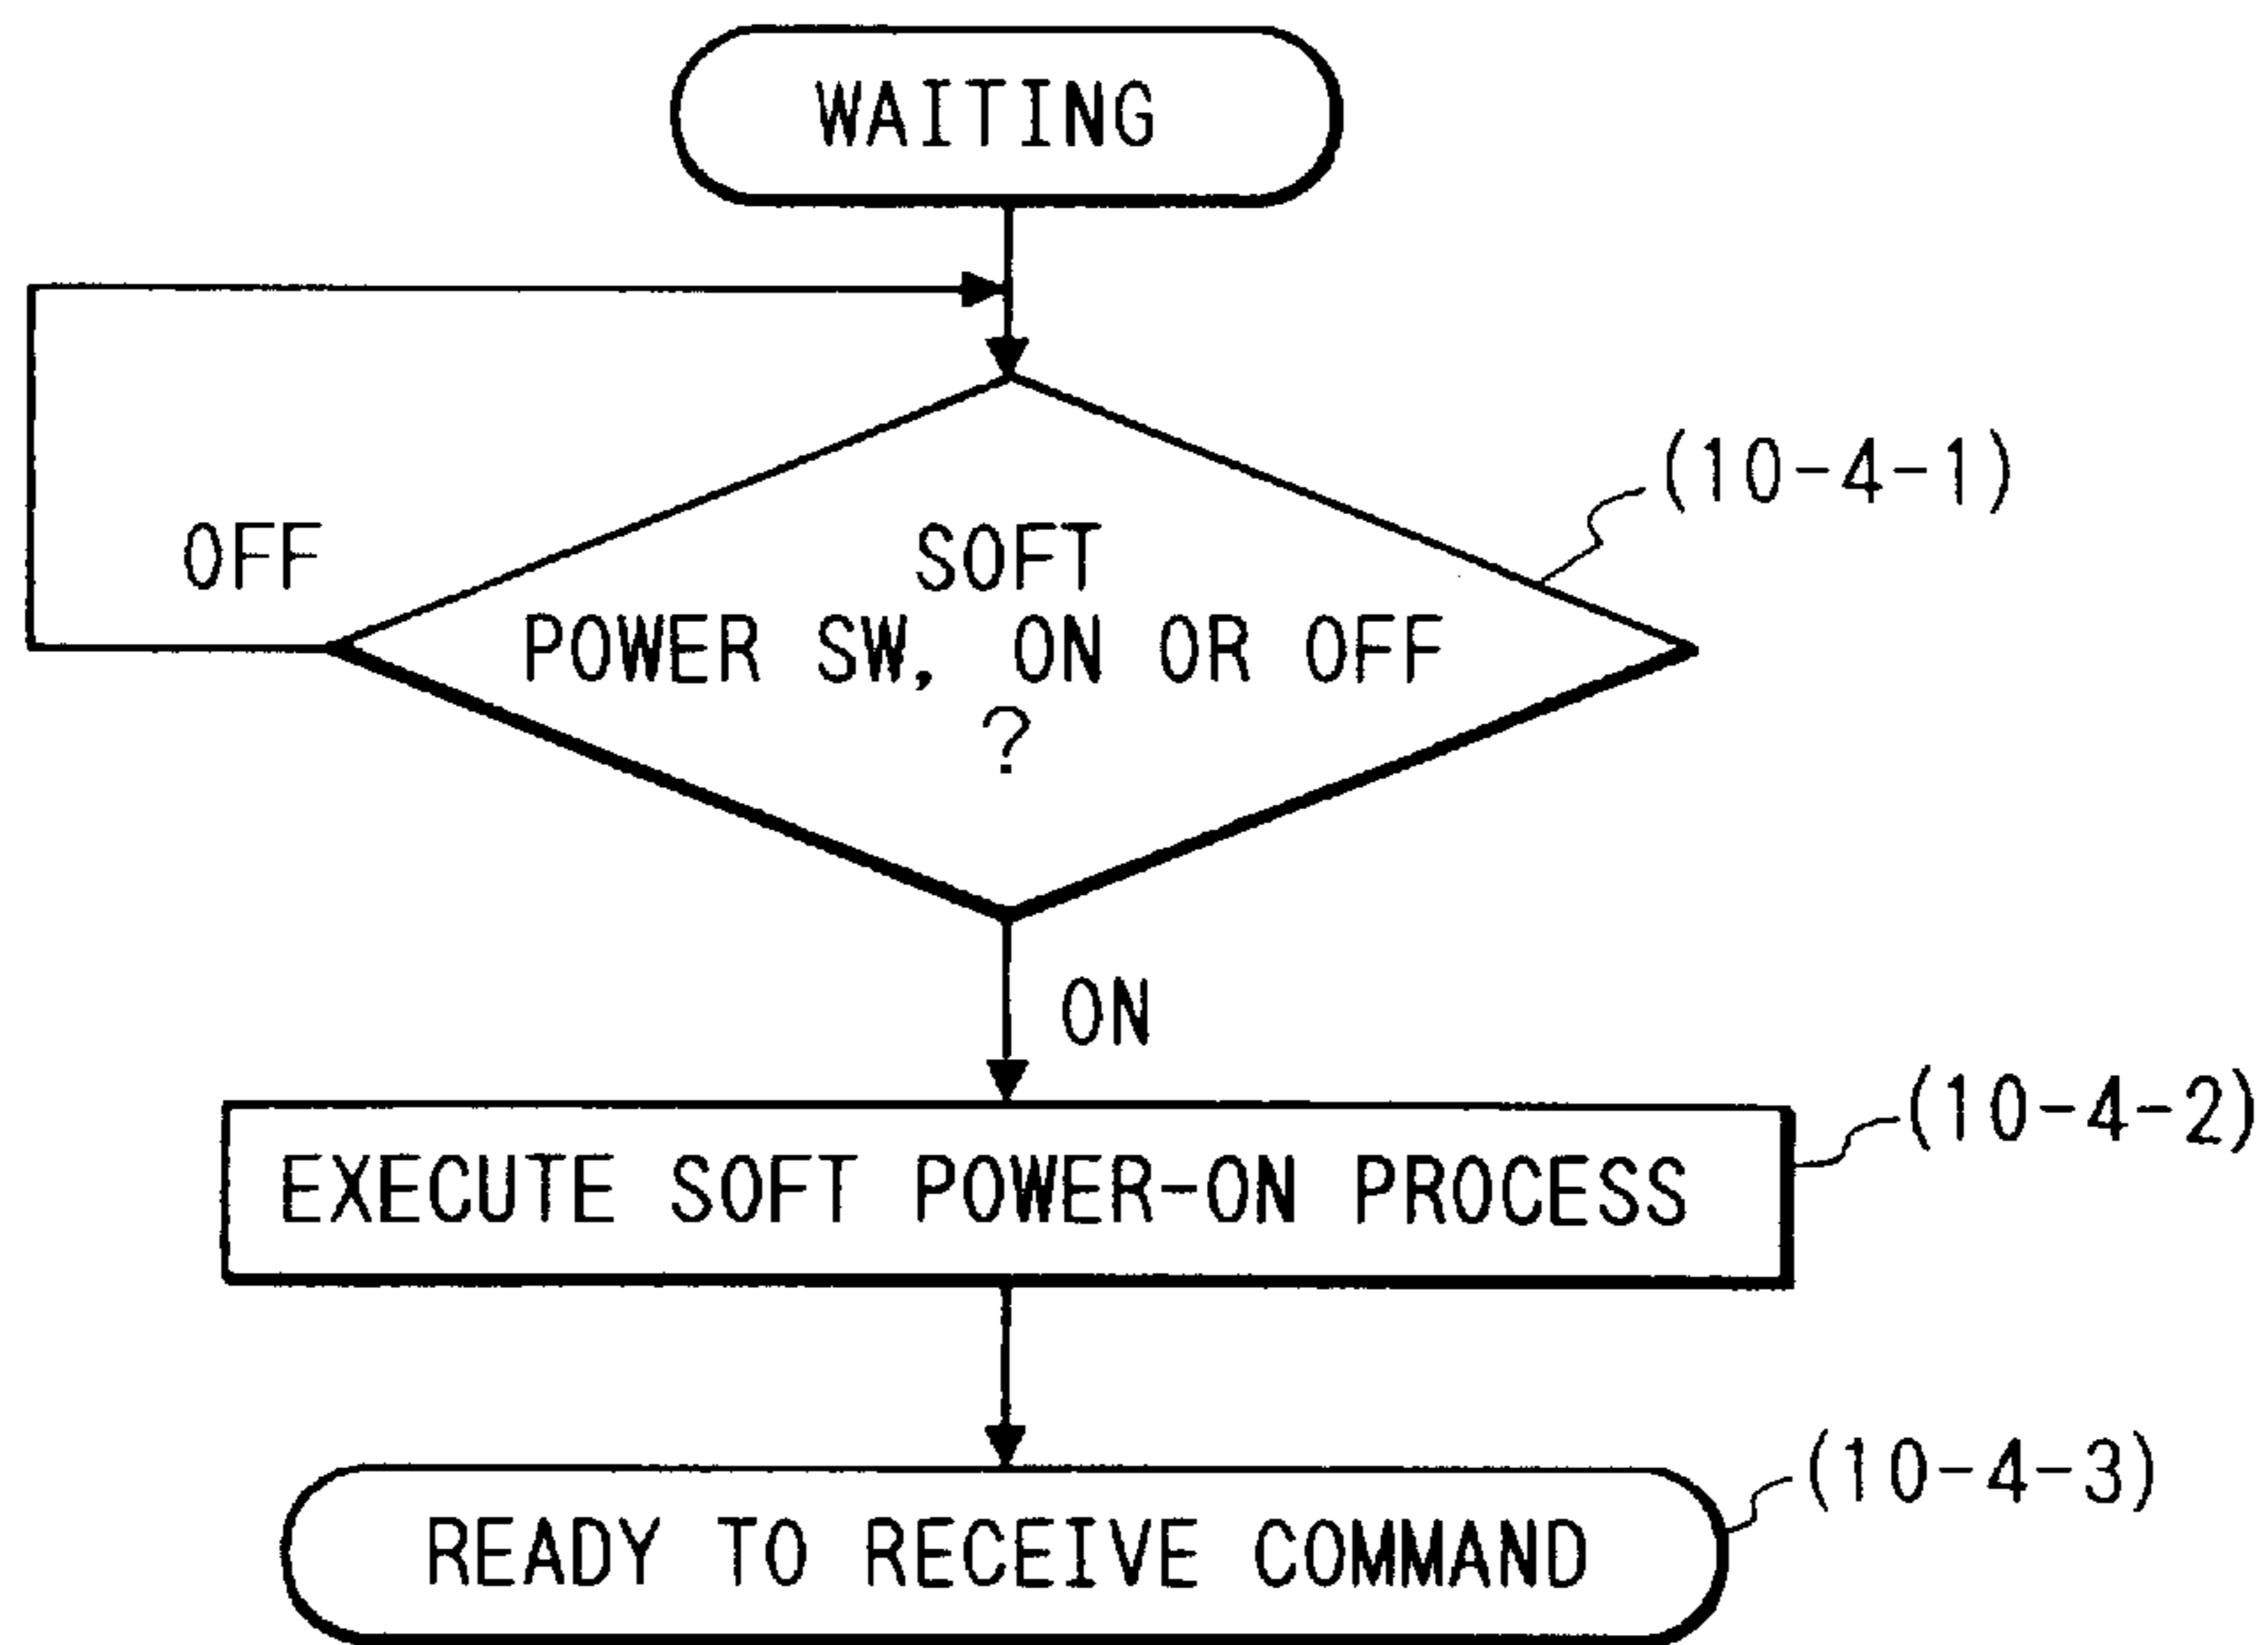 WAITING
(10-4-1)
OFF
SOFT
POWER SW, ON OR OFF
?
ON
(10-4-2)
EXECUTE SOFT POWER-ON PROCESS
(10-4-3)
READY TO RECEIVE COMMAND